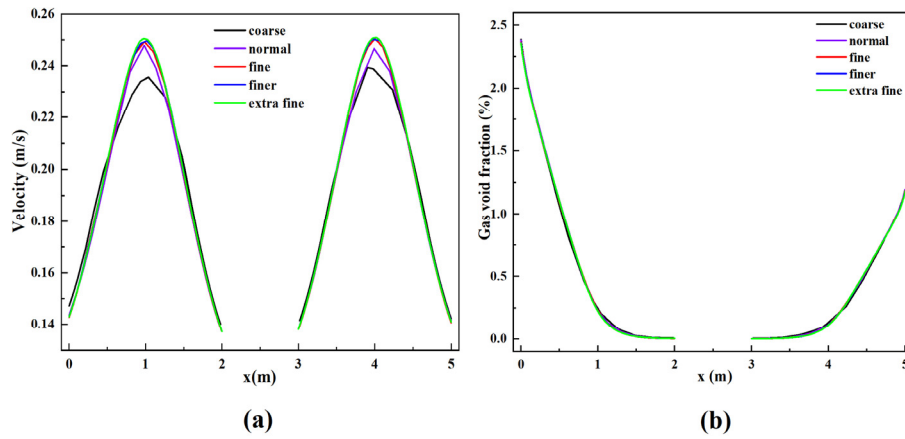 0.26
0.24
0.22
0.20
0.18
0.16
0.14
Velocity (m/s)
coarse
normal
fine
finer
extra fine
0 1 2 3 4 5
x(m)
(a)
2.5
2.0
1.5
1.0
0.5
0.0
Gas void fraction (%)
coarse
normal
fine
finer
extra fine
0 1 2 3 4 5
x (m)
(b)